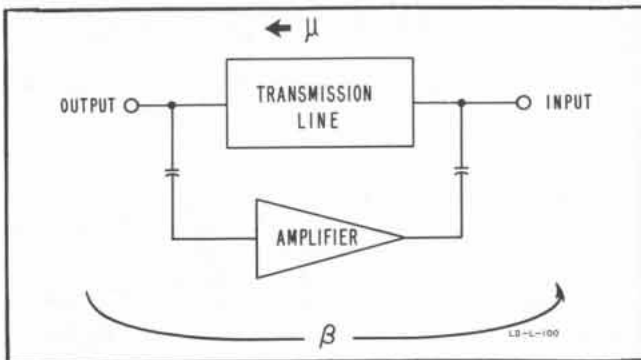 ← μ
TRANSMISSION
LINE
OUTPUT
INPUT
AMPLIFIER
β
LD-L-100